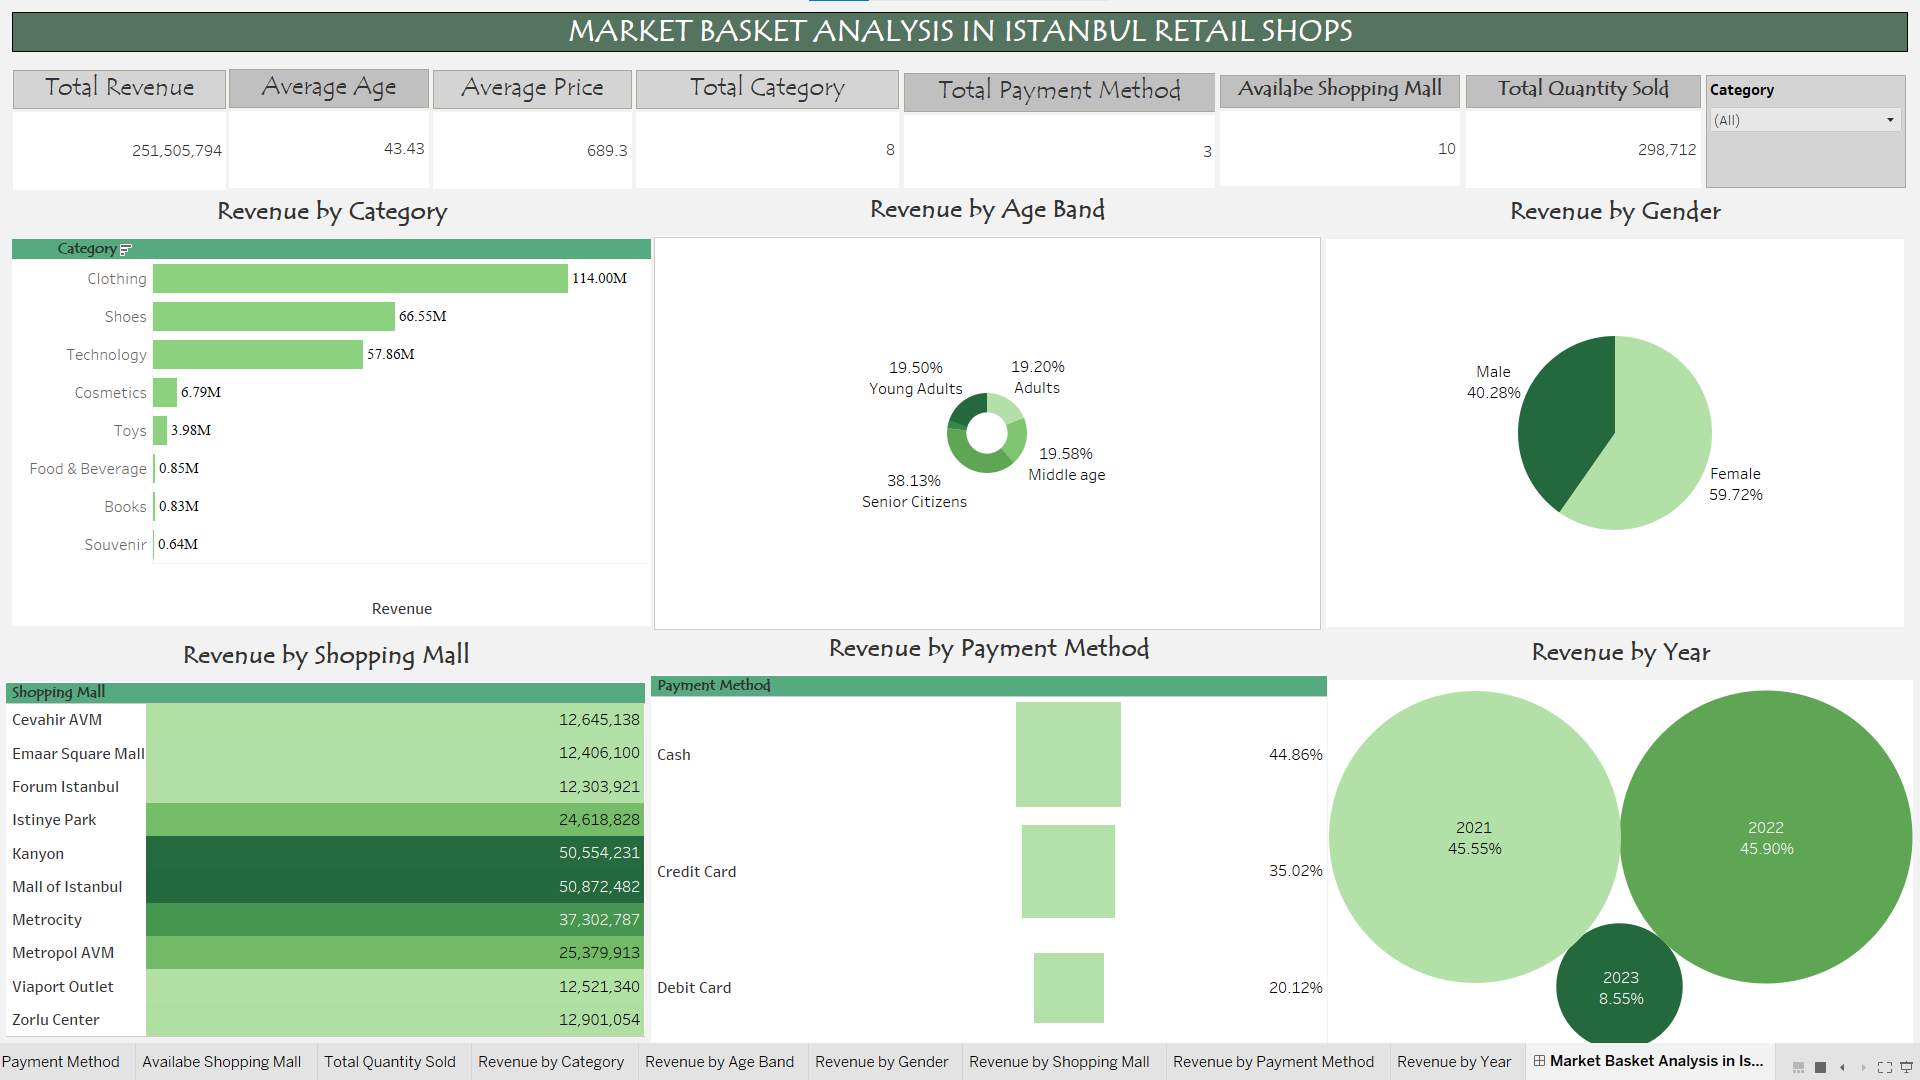 MARKET BASKET ANALYSIS IN ISTANBUL RETAIL SHOPS
Total Revenue
251,505,794
Average Age
43.43
Average Price
689.3
Total Category
8
Total Payment Method
3
Availabe Shopping Mall
10
Total Quantity Sold
298,712
Category
(All)
Revenue by Category
Category
Clothing 114.00M
Shoes 66.55M
Technology 57.86M
Cosmetics 6.79M
Toys 3.98M
Food & Beverage 0.85M
Books 0.83M
Souvenir 0.64M
Revenue
Revenue by Age Band
19.50%
Young Adults
19.20%
Adults
19.58%
Middle age
38.13%
Senior Citizens
Revenue by Gender
Male
40.28%
Female
59.72%
Revenue by Shopping Mall
Shopping Mall
Cevahir AVM 12,645,138
Emaar Square Mall 12,406,100
Forum Istanbul 12,303,921
Istinye Park 24,618,828
Kanyon 50,554,231
Mall of Istanbul 50,872,482
Metrocity 37,302,787
Metropol AVM 25,379,913
Viaport Outlet 12,521,340
Zorlu Center 12,901,054
Revenue by Payment Method
Payment Method
Cash 44.86%
Credit Card 35.02%
Debit Card 20.12%
Revenue by Year
2021
45.55%
2022
45.90%
2023
8.55%
Payment Method
Availabe Shopping Mall
Total Quantity Sold
Revenue by Category
Revenue by Age Band
Revenue by Gender
Revenue by Shopping Mall
Revenue by Payment Method
Revenue by Year
Market Basket Analysis in Is...